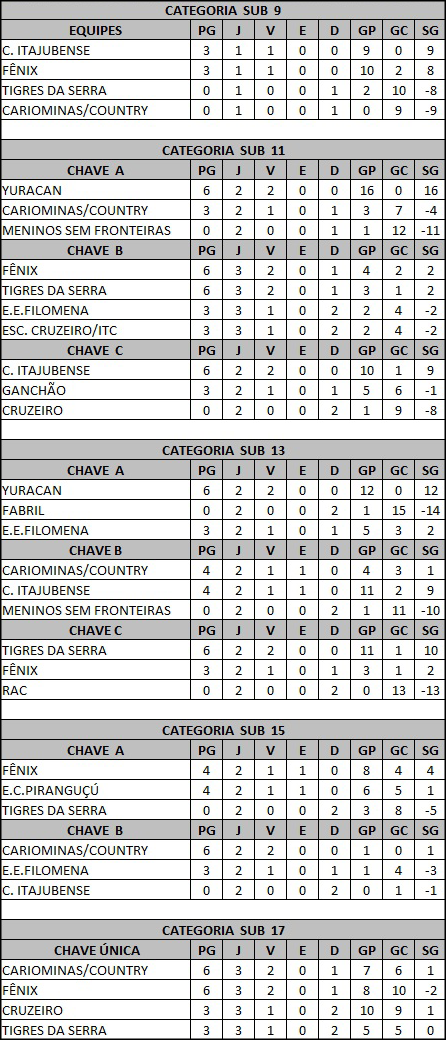 CATEGORIA SUB 9
EQUIPES PG J V E D GP GC SG
C. ITAJUBENSE 3 1 1 0 0 9 0 9
FÊNIX 3 1 1 0 0 10 2 8
TIGRES DA SERRA 0 1 0 0 1 2 10 -8
CARIOMINAS/COUNTRY 0 1 0 0 1 0 9 -9
CATEGORIA SUB 11
CHAVE A PG J V E D GP GC SG
YURACAN 6 2 2 0 0 16 0 16
CARIOMINAS/COUNTRY 3 2 1 0 1 3 7 -4
MENINOS SEM FRONTEIRAS 0 2 0 0 1 1 12 -11
CHAVE B PG J V E D GP GC SG
FÊNIX 6 3 2 0 1 4 2 2
TIGRES DA SERRA 6 3 2 0 1 3 1 2
E.E.FILOMENA 3 3 1 0 2 2 4 -2
ESC. CRUZEIRO/ITC 3 3 1 0 2 2 4 -2
CHAVE C PG J V E D GP GC SG
C. ITAJUBENSE 6 2 2 0 0 10 1 9
GANCHÃO 3 2 1 0 1 5 6 -1
CRUZEIRO 0 2 0 0 2 1 9 -8
CATEGORIA SUB 13
CHAVE A PG J V E D GP GC SG
YURACAN 6 2 2 0 0 12 0 12
FABRIL 0 2 0 0 2 1 15 -14
E.E.FILOMENA 3 2 1 0 1 5 3 2
CHAVE B PG J V E D GP GC SG
CARIOMINAS/COUNTRY 4 2 1 1 0 4 3 1
C. ITAJUBENSE 4 2 1 1 0 11 2 9
MENINOS SEM FRONTEIRAS 0 2 0 0 2 1 11 -10
CHAVE C PG J V E D GP GC SG
TIGRES DA SERRA 6 2 2 0 0 11 1 10
FÊNIX 3 2 1 0 1 3 1 2
RAC 0 2 0 0 2 0 13 -13
CATEGORIA SUB 15
CHAVE A PG J V E D GP GC SG
FÊNIX 4 2 1 1 0 8 4 4
E.C.PIRANGUÇÚ 4 2 1 1 0 6 5 1
TIGRES DA SERRA 0 2 0 0 2 3 8 -5
CHAVE B PG J V E D GP GC SG
CARIOMINAS/COUNTRY 6 2 2 0 0 1 0 1
E.E.FILOMENA 3 2 1 0 1 1 4 -3
C. ITAJUBENSE 0 2 0 0 2 0 1 -1
CATEGORIA SUB 17
CHAVE ÚNICA PG J V E D GP GC SG
CARIOMINAS/COUNTRY 6 3 2 0 1 7 6 1
FÊNIX 6 3 2 0 1 8 10 -2
CRUZEIRO 3 3 1 0 2 10 9 1
TIGRES DA SERRA 3 3 1 0 2 5 5 0